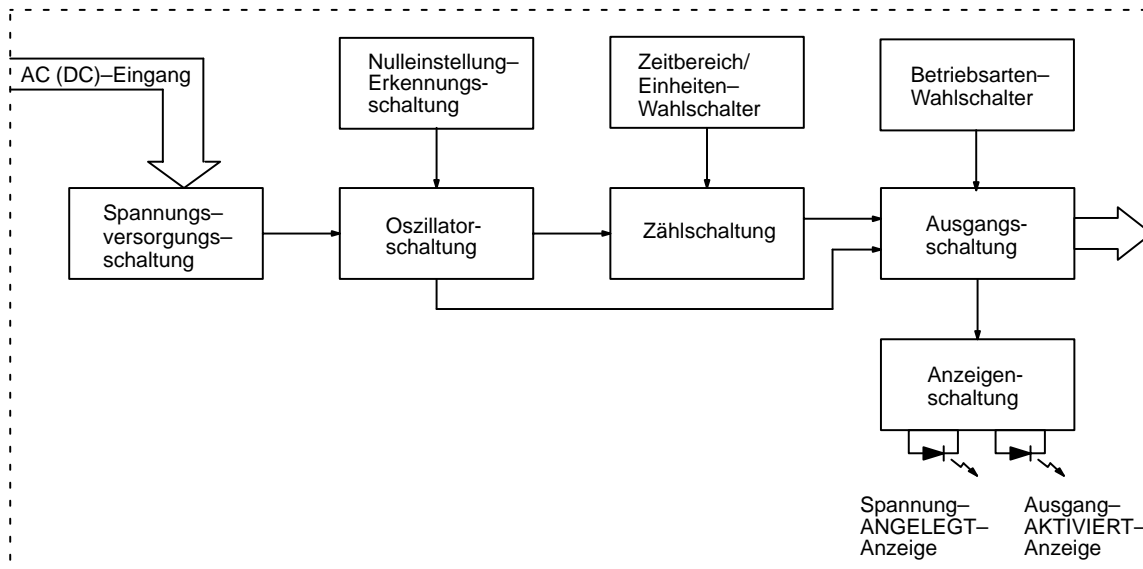 AC (DC)–Eingang
Nulleinstellung–
Erkennungs-
schaltung
Zeitbereich/
Einheiten–
Wahlschalter
Betriebsarten–
Wahlschalter
Spannungs–
versorgungs–
schaltung
Oszillator-
schaltung
Zählschaltung
Ausgangs-
schaltung
Anzeigen-
schaltung
Spannung–
ANGELEGT–
Anzeige
Ausgang–
AKTIVIERT–
Anzeige